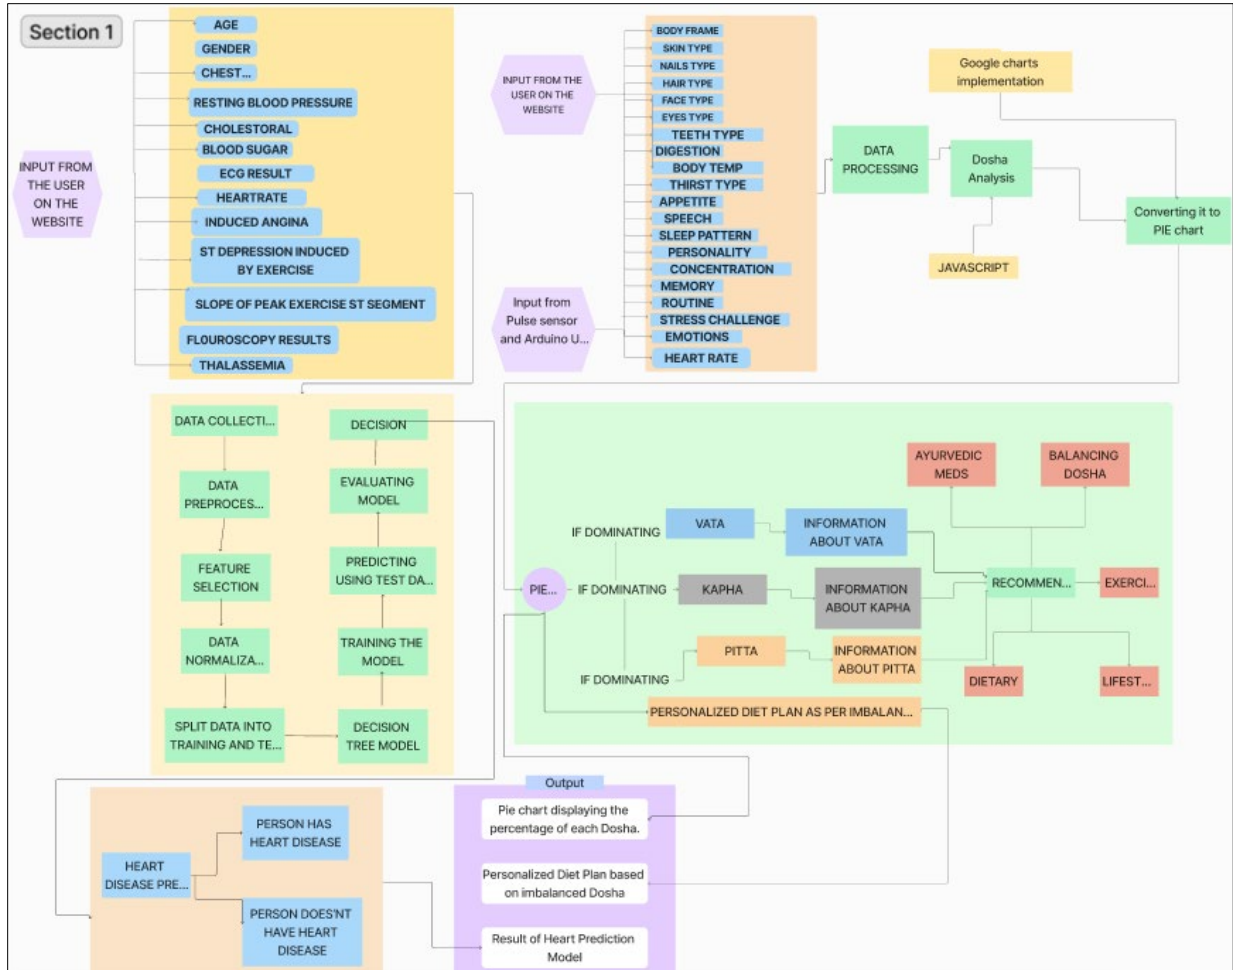 Section 1
INPUT FROM
THE USER
ON THE
WEBSITE
AGE
GENDER
CHEST...
RESTING BLOOD PRESSURE
CHOLESTORAL
BLOOD SUGAR
ECG RESULT
HEARTRATE
INDUCED ANGINA
ST DEPRESSION INDUCED
BY EXERCISE
SLOPE OF PEAK EXERCISE ST SEGMENT
FLOUROSCOPY RESULTS
THALASSEMIA
INPUT FROM THE
USER ON THE
WEBSITE
Input from
Pulse sensor
and Arduino U...
BODY FRAME
SKIN TYPE
NAILS TYPE
HAIR TYPE
FACE TYPE
EYES TYPE
TEETH TYPE
DIGESTION
BODY TEMP
THIRST TYPE
APPETITE
SPEECH
SLEEP PATTERN
PERSONALITY
CONCENTRATION
MEMORY
ROUTINE
STRESS CHALLENGE
EMOTIONS
HEART RATE
DATA
PROCESSING
Google charts
implementation
Dosha
Analysis
JAVASCRIPT
Converting it to
PIE chart
DATA COLLECTI...
DATA
PREPROCES...
FEATURE
SELECTION
DATA
NORMALIZA...
SPLIT DATA INTO
TRAINING AND TE...
DECISION
TREE MODEL
TRAINING THE
MODEL
PREDICTING
USING TEST DA...
EVALUATING
MODEL
DECISION
PIE...
IF DOMINATING
VATA
INFORMATION
ABOUT VATA
IF DOMINATING
KAPHA
INFORMATION
ABOUT KAPHA
IF DOMINATING
PITTA
INFORMATION
ABOUT PITTA
PERSONALIZED DIET PLAN AS PER IMBALAN...
AYURVEDIC
MEDS
BALANCING
DOSHA
RECOMMEN...
EXERCI...
DIETARY
LIFEST...
HEART
DISEASE PRE...
PERSON HAS
HEART DISEASE
PERSON DOES'NT
HAVE HEART
DISEASE
Output
Pie chart displaying the
percentage of each Dosha.
Personalized Diet Plan based
on imbalanced Dosha
Result of Heart Prediction
Model